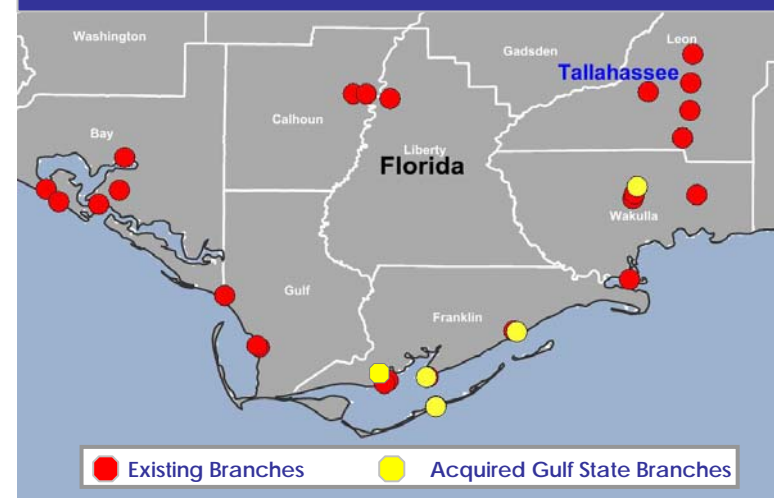 Washington
Leon
Gadsden
Tallahassee
Calhoun
Bay
Liberty
Florida
Wakulla
Gulf
Franklin
Existing Branches
Acquired Gulf State Branches